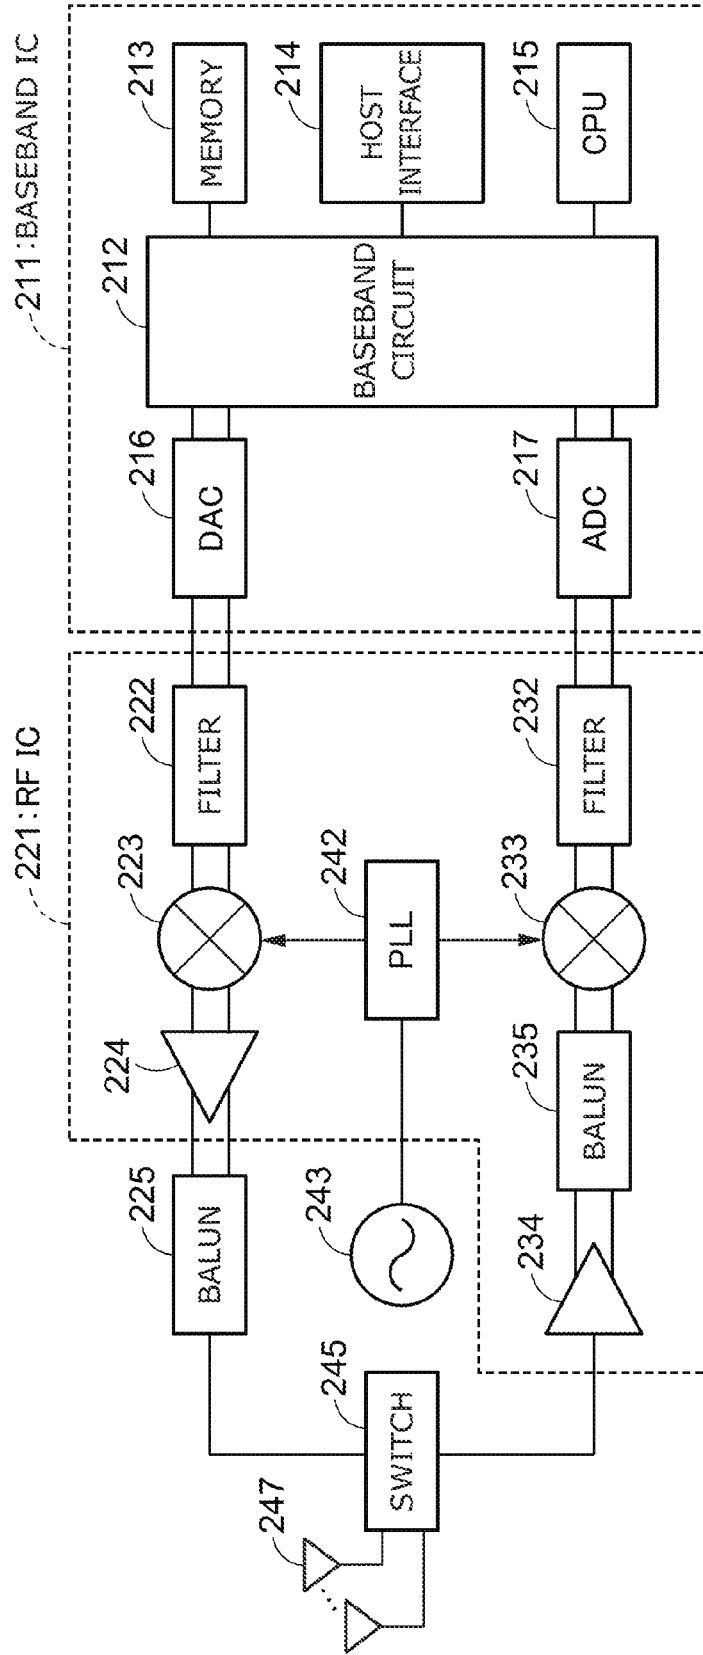 211:BASEBAND IC
213
MEMORY
214
HOST
INTERFACE
215
CPU
212
BASEBAND
CIRCUIT
216
DAC
217
ADC
221:RF IC
222
FILTER
232
FILTER
223
242
PLL
233
224
235
BALUN
225
BALUN
243
234
245
SWITCH
247